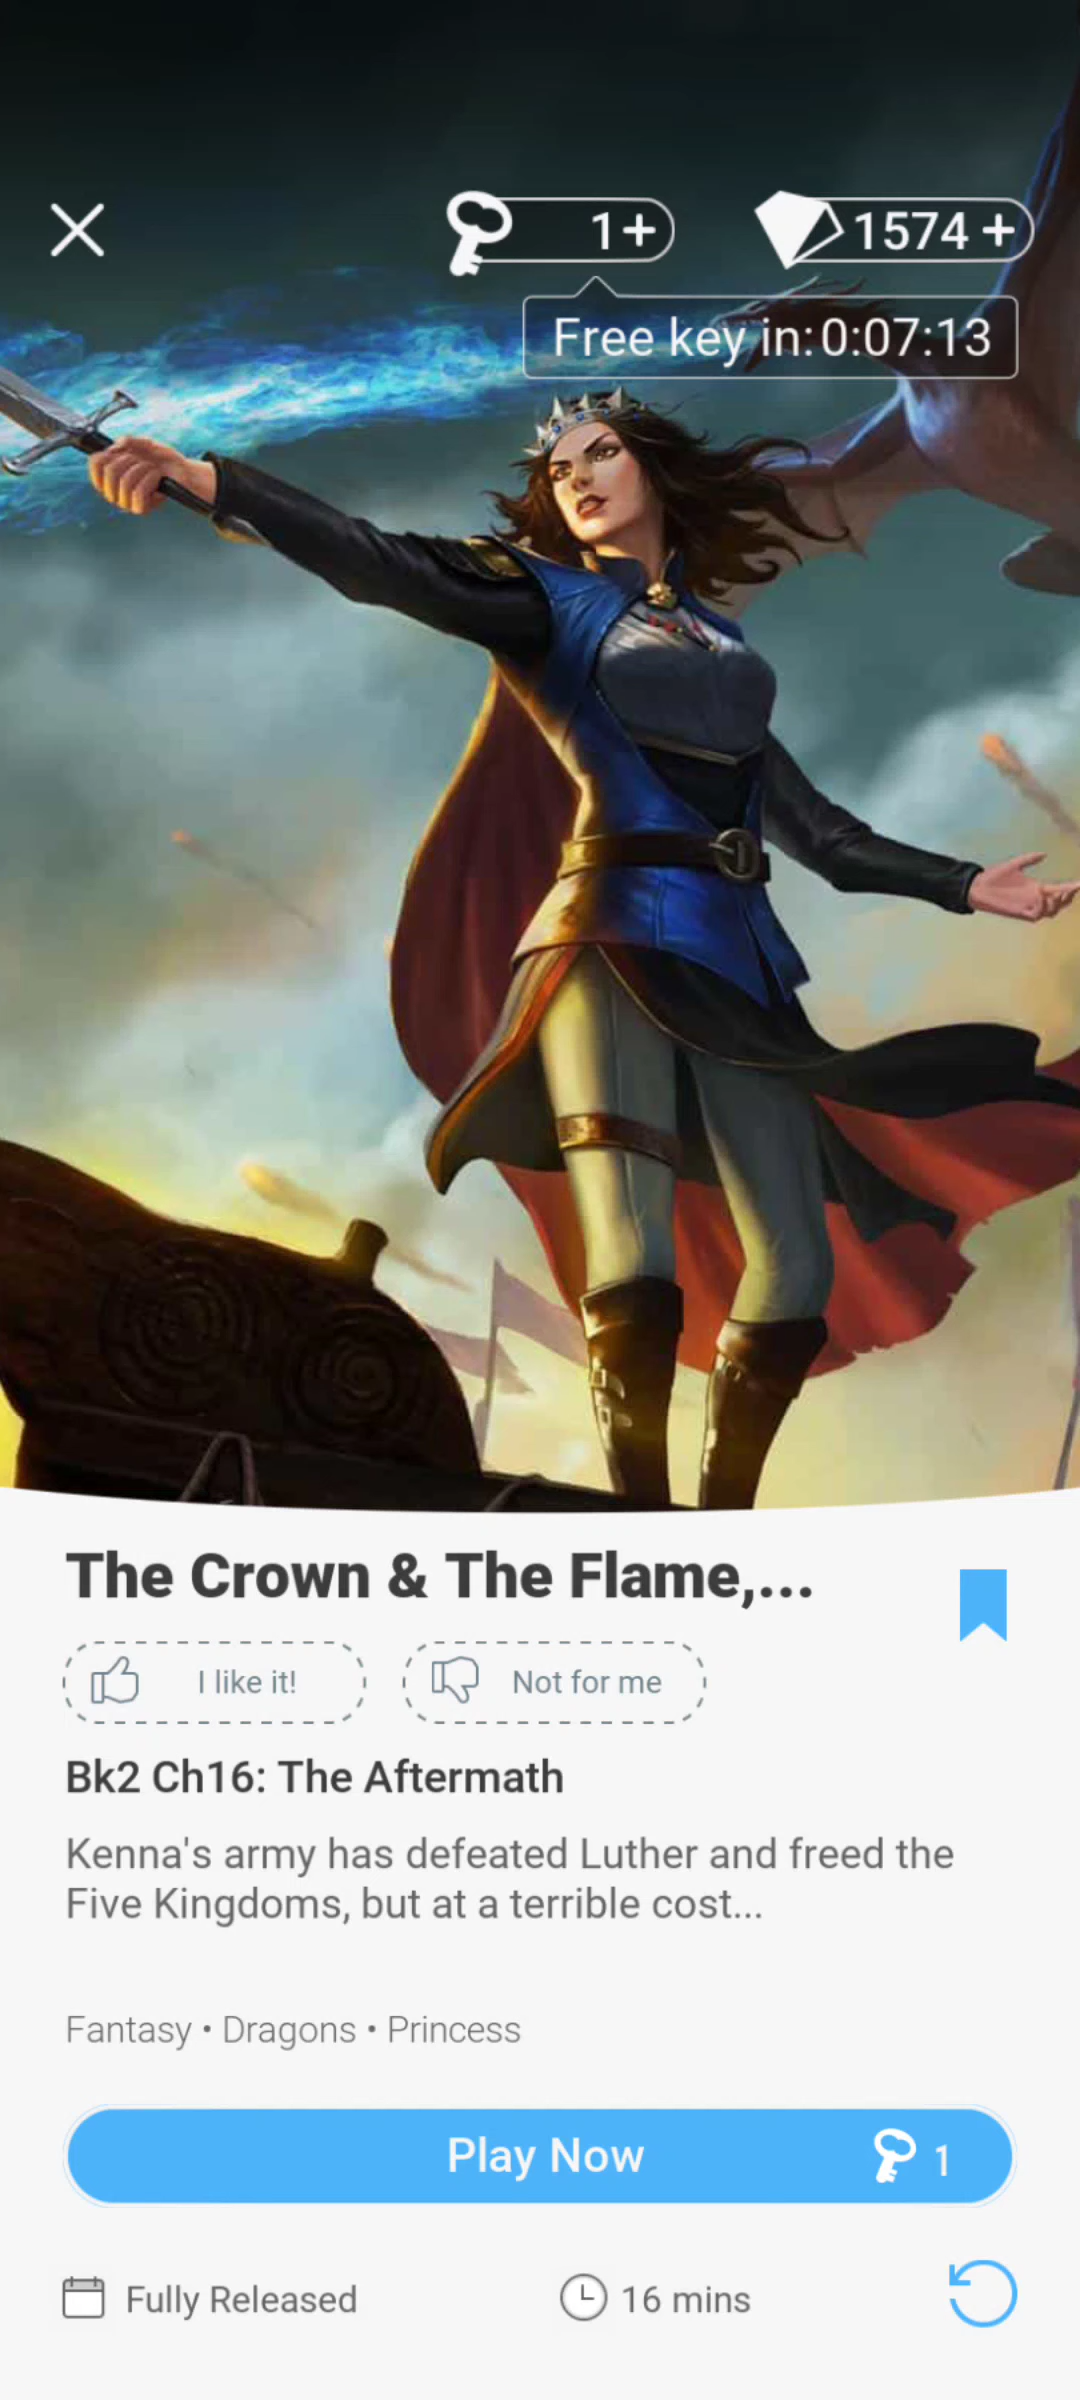 1+
1574 +
Free key in: 0:07:13
The Crown & The Flame,...
I like it!
Not for me
Bk2 Ch16: The Aftermath
Kenna's army has defeated Luther and freed the
Five Kingdoms, but at a terrible cost...
Fantasy • Dragons • Princess
Play Now
1
Fully Released
16 mins